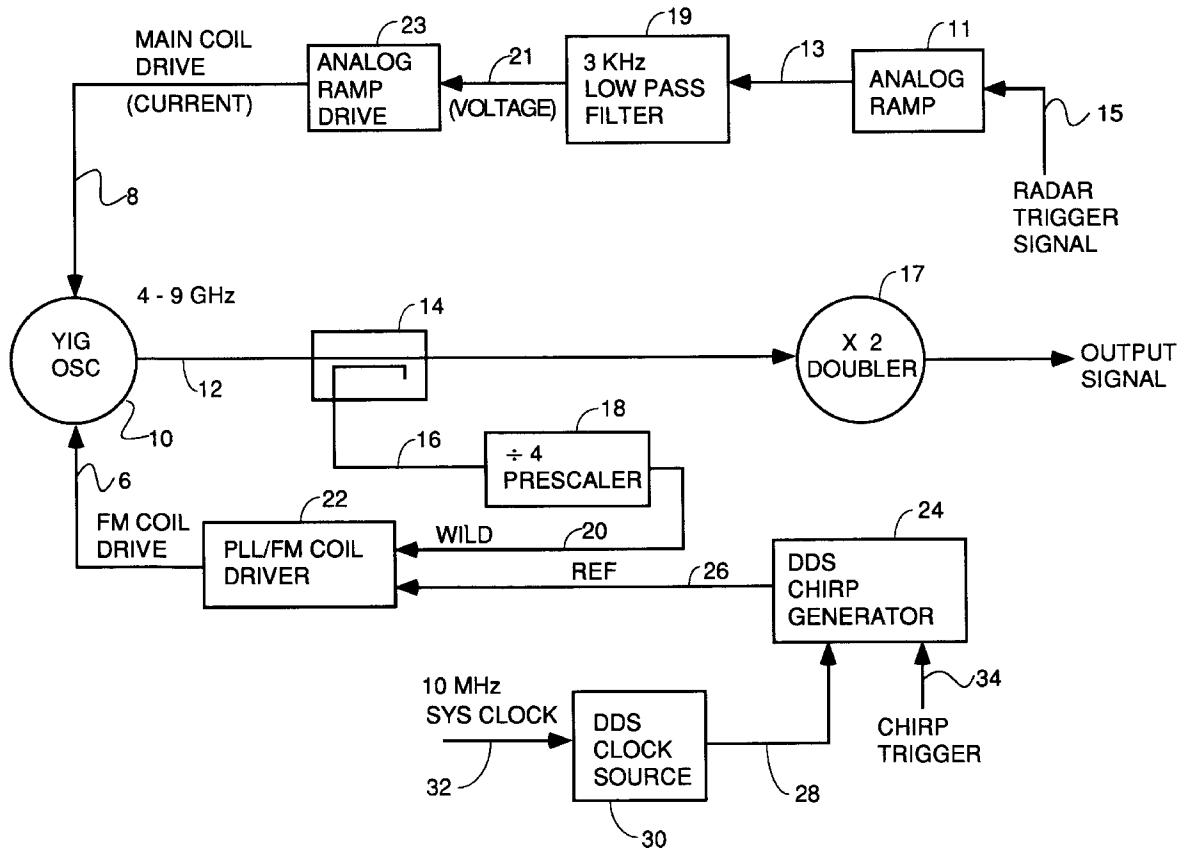 MAIN COIL
DRIVE
(CURRENT)
8
23
ANALOG
RAMP
DRIVE
21
(VOLTAGE)
19
3 KHz
LOW PASS
FILTER
13
11
ANALOG
RAMP
15
RADAR
TRIGGER
SIGNAL
4 - 9 GHz
YIG
OSC
10
12
14
17
X 2
DOUBLER
OUTPUT
SIGNAL
16
18
÷ 4
PRESCALER
6
FM COIL
DRIVE
22
PLL/FM COIL
DRIVER
WILD
20
REF
26
24
DDS
CHIRP
GENERATOR
34
CHIRP
TRIGGER
10 MHz
SYS CLOCK
32
DDS
CLOCK
SOURCE
28
30